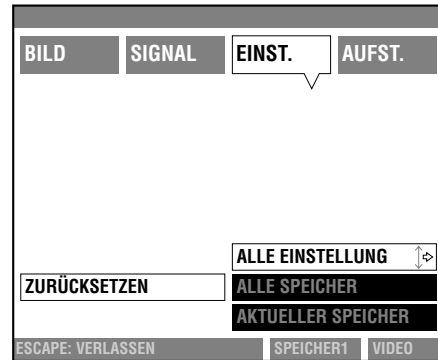 BILD SIGNAL EINST. AUFST.
ALLE EINSTELLUNG
ZURÜCKSETZEN ALLE SPEICHER
AKTUELLER SPEICHER
ESCAPE: VERLASSEN SPEICHER1 VIDEO